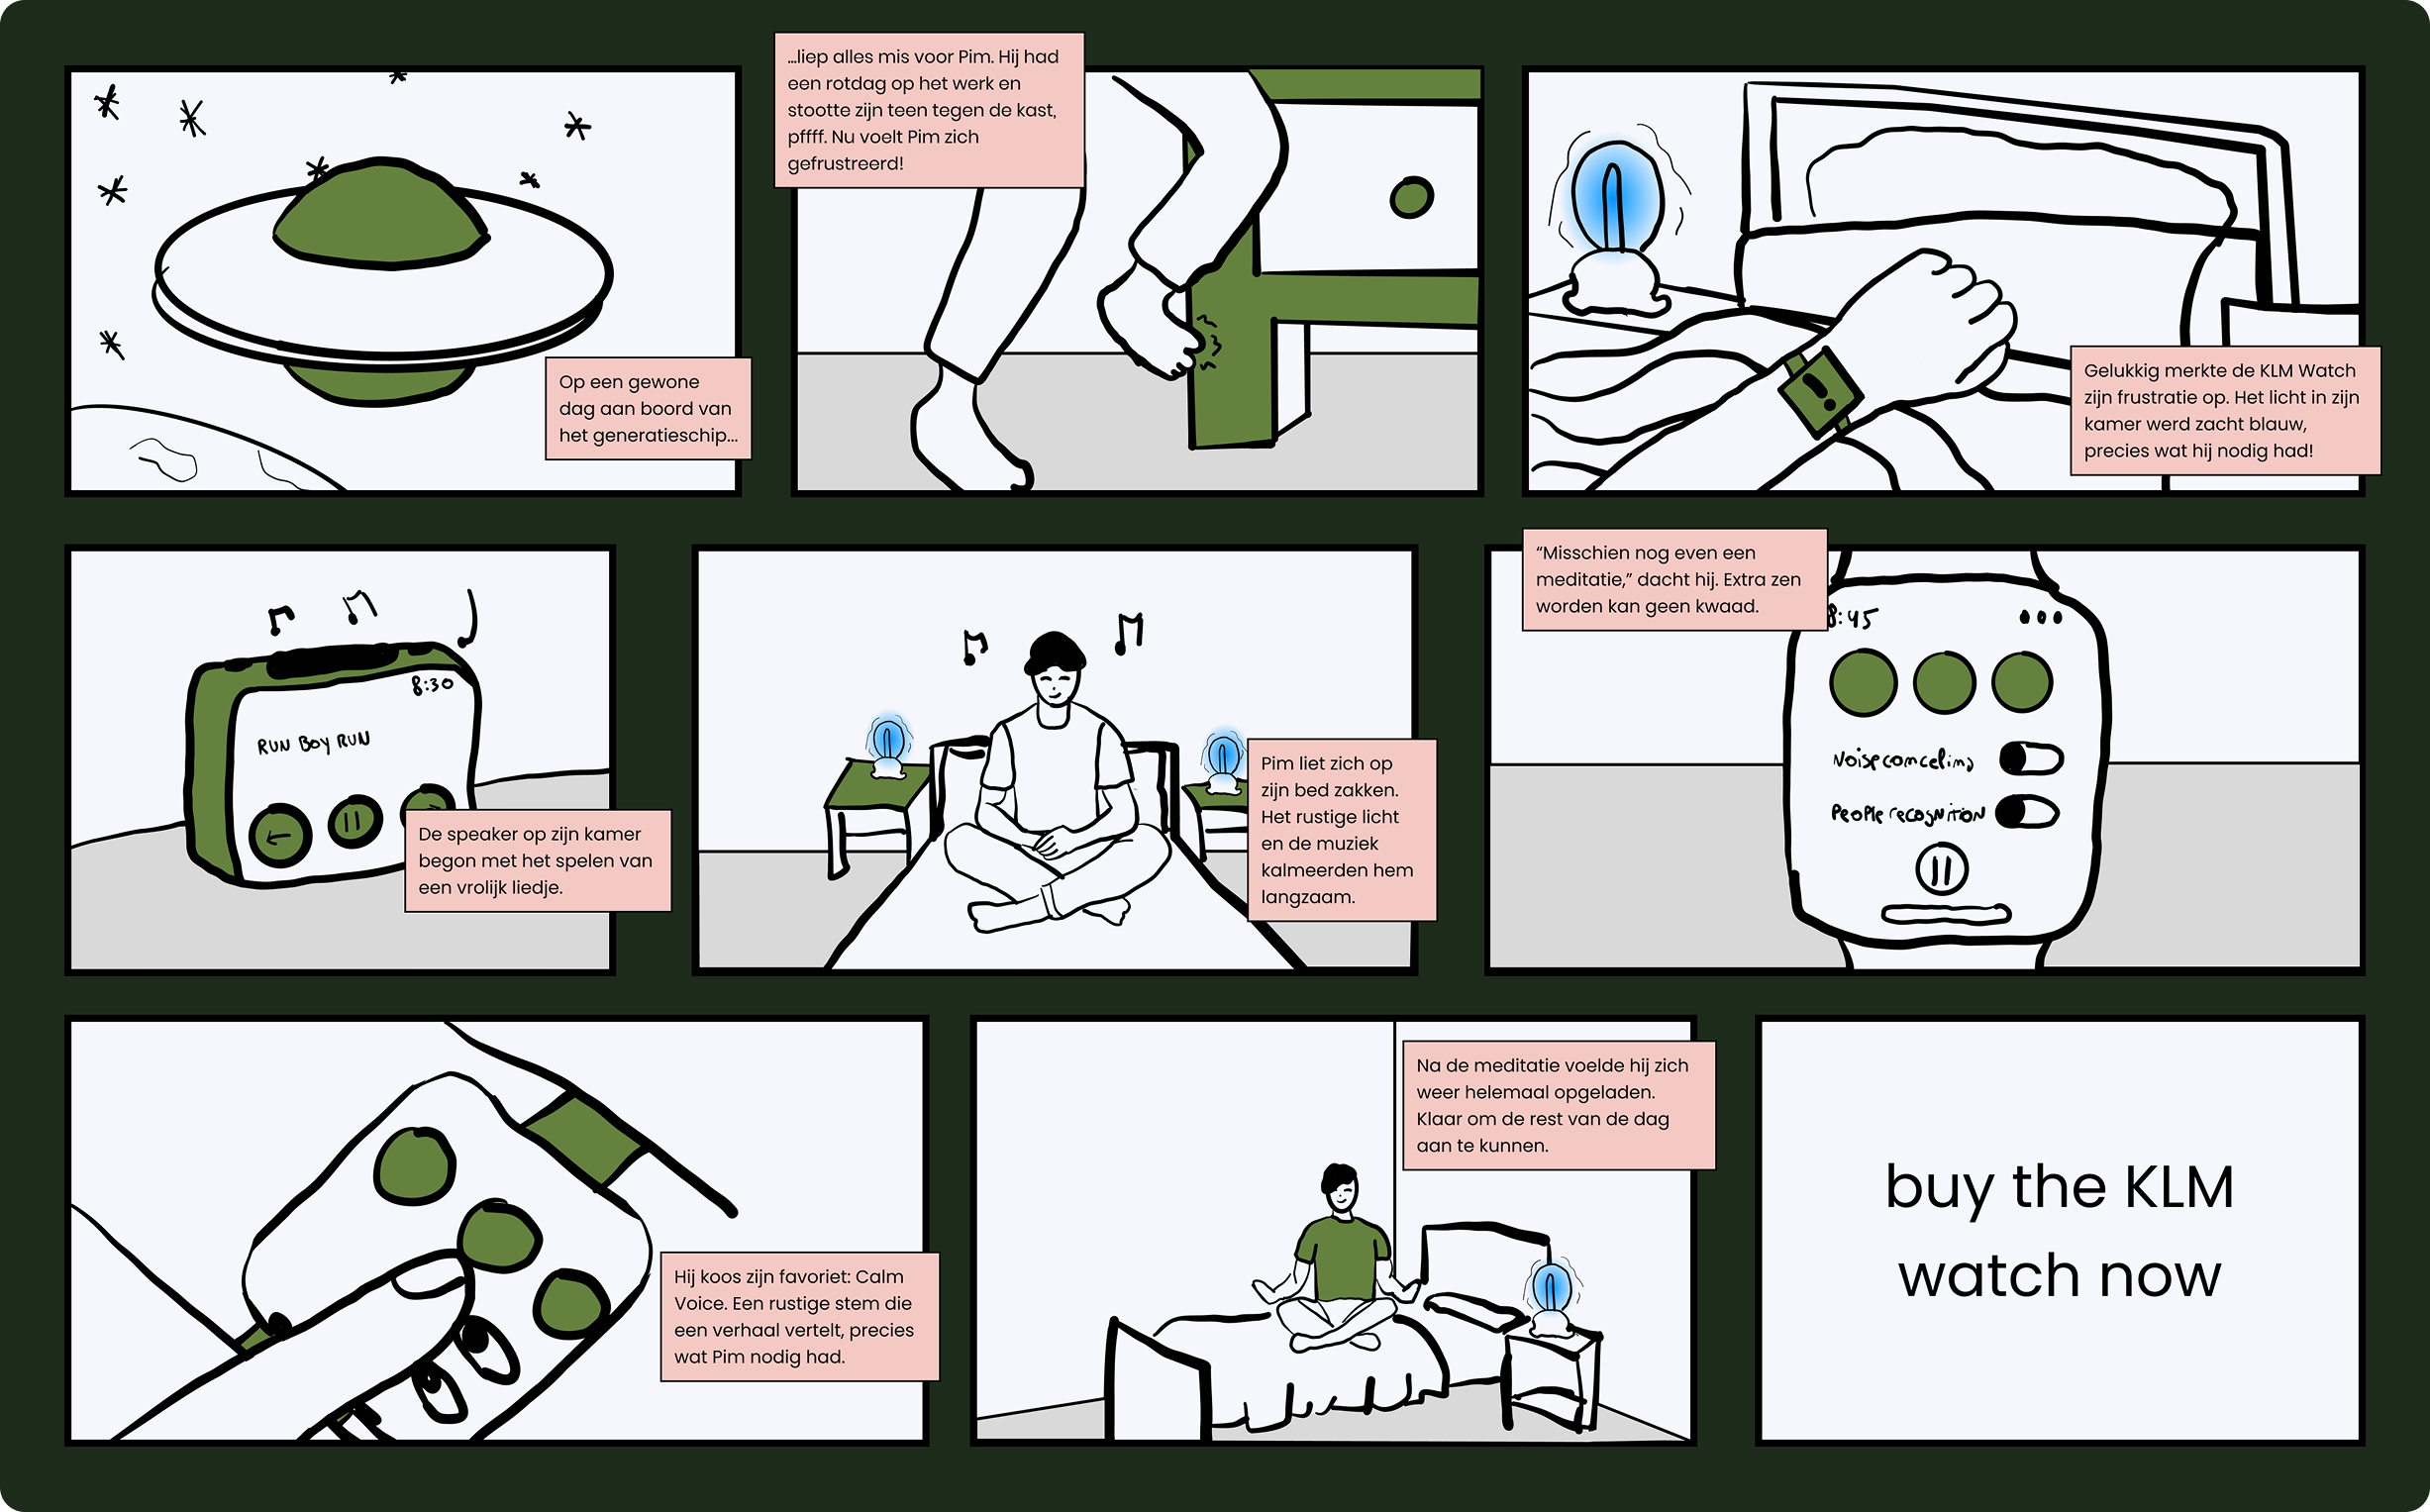 Op een gewone
dag aan boord van
het generatieschip...
...liep alles mis voor Pim. Hij had
een rotdag op het werk en
stootte zijn teen tegen de kast,
pffff. Nu voelt Pim zich
gefrustreerd!
!
Gelukkig merkte de KLM Watch
zijn frustratie op. Het licht in zijn
kamer werd zacht blauw,
precies wat hij nodig had!
8:30
RUN BOY RUN
De speaker op zijn kamer
begon met het spelen van
een vrolijk liedje.
Pim liet zich op
zijn bed zakken.
Het rustige licht
en de muziek
kalmeerden hem
langzaam.
“Misschien nog even een
meditatie,” dacht hij. Extra zen
worden kan geen kwaad.
8:45
Noisecomceling
People recognition
Hij koos zijn favoriet: Calm
Voice. Een rustige stem die
een verhaal vertelt, precies
wat Pim nodig had.
Na de meditatie voelde hij zich
weer helemaal opgeladen.
Klaar om de rest van de dag
aan te kunnen.
buy the KLM
watch now